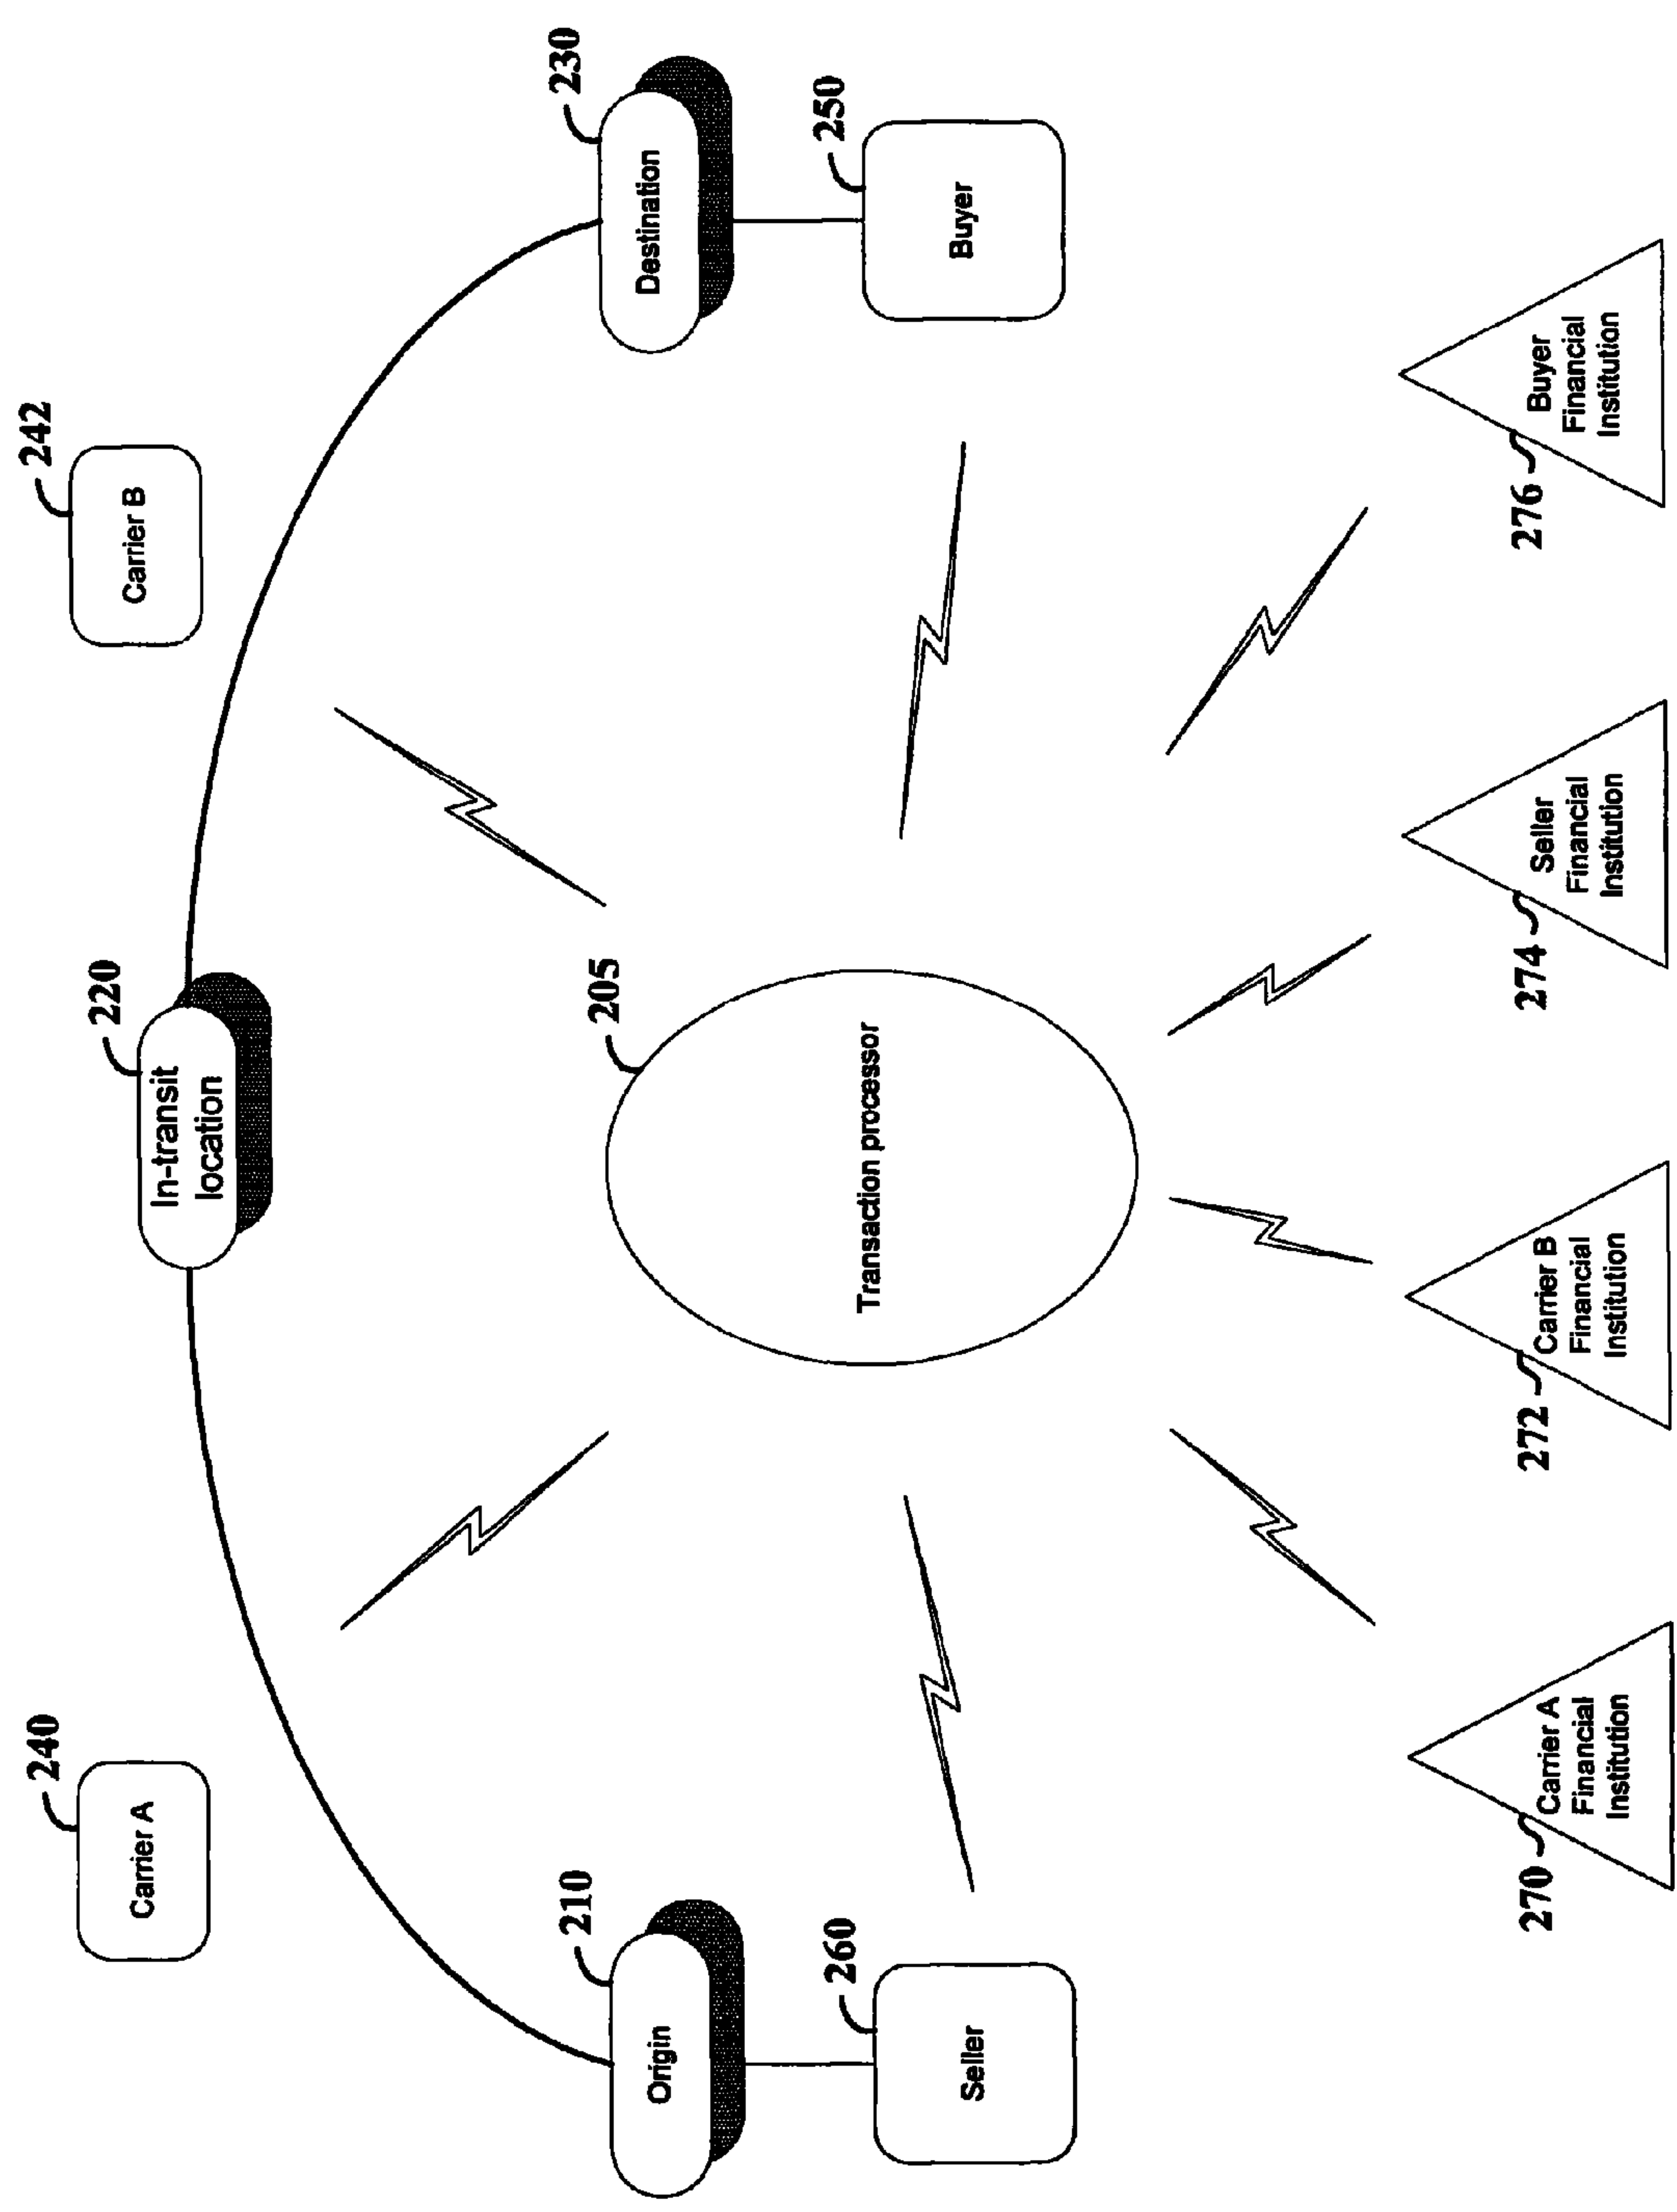 240
Carrier A
242
Carrier B
220
In-transit
location
210
Origin
230
Destination
205
Transaction processor
260
Seller
250
Buyer
270
Carrier A
Financial
Institution
272
Carrier B
Financial
Institution
274
Seller
Financial
Institution
276
Buyer
Financial
Institution